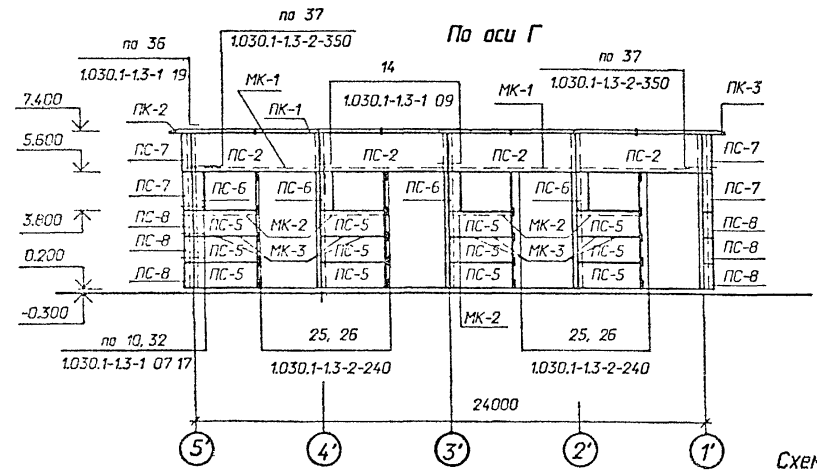 по 37
1.030.1-1.3-2-350
По оси Г
по 36
1.030.1-1.3-1 19
МК-1
14
1.030.1-1.3-1 09
МК-1
по 37
1.030.1-1.3-2-350
ПК-3
7.400
ПК-2
ПК-1
5.600
ПС-7
ПС-2
ПС-2
ПС-2
ПС-2
ПС-7
ПС-7
ПС-6
ПС-6
ПС-6
ПС-6
ПС-7
3.800
ПС-8
ПС-5
МК-2
ПС-5
ПС-5
МК-2
ПС-5
ПС-8
0.200
ПС-8
ПС-5
МК-3
ПС-5
ПС-5
МК-3
ПС-5
ПС-8
ПС-8
ПС-5
ПС-5
ПС-5
ПС-5
ПС-8
-0.300
МК-2
по 10, 32
1.030.1-1.3-1 07 17
25, 26
1.030.1-1.3-2-240
25, 26
1.030.1-1.3-2-240
24000
5'
4'
3'
2'
1'
Схем